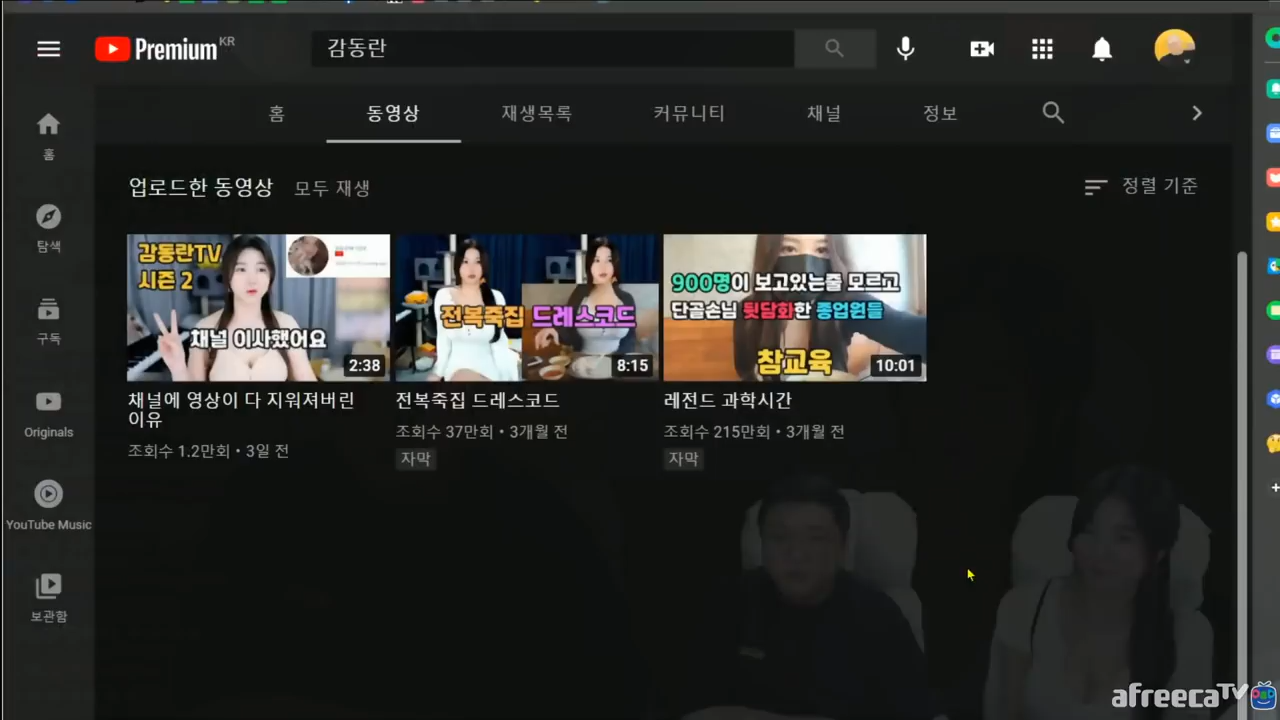 Premium KR
감동란
홈
동영상
재생목록
커뮤니티
채널
정보
업로드한 동영상
모두 재생
정렬 기준
홈
탐색
구독
Originals
YouTube Music
보관함
감동란TV
시즌 2
채널 이사했어요
2:38
채널에 영상이 다 지워져버린
이유
조회수 1.2만회 • 3일 전
전복죽집 드레스코드
8:15
전복죽집 드레스코드
조회수 37만회 • 3개월 전
자막
900명이 보고있는줄 모르고
단골손님 뒷담화한 종업원들
참교육
10:01
레전드 과학시간
조회수 215만회 • 3개월 전
자막
afreecaTV